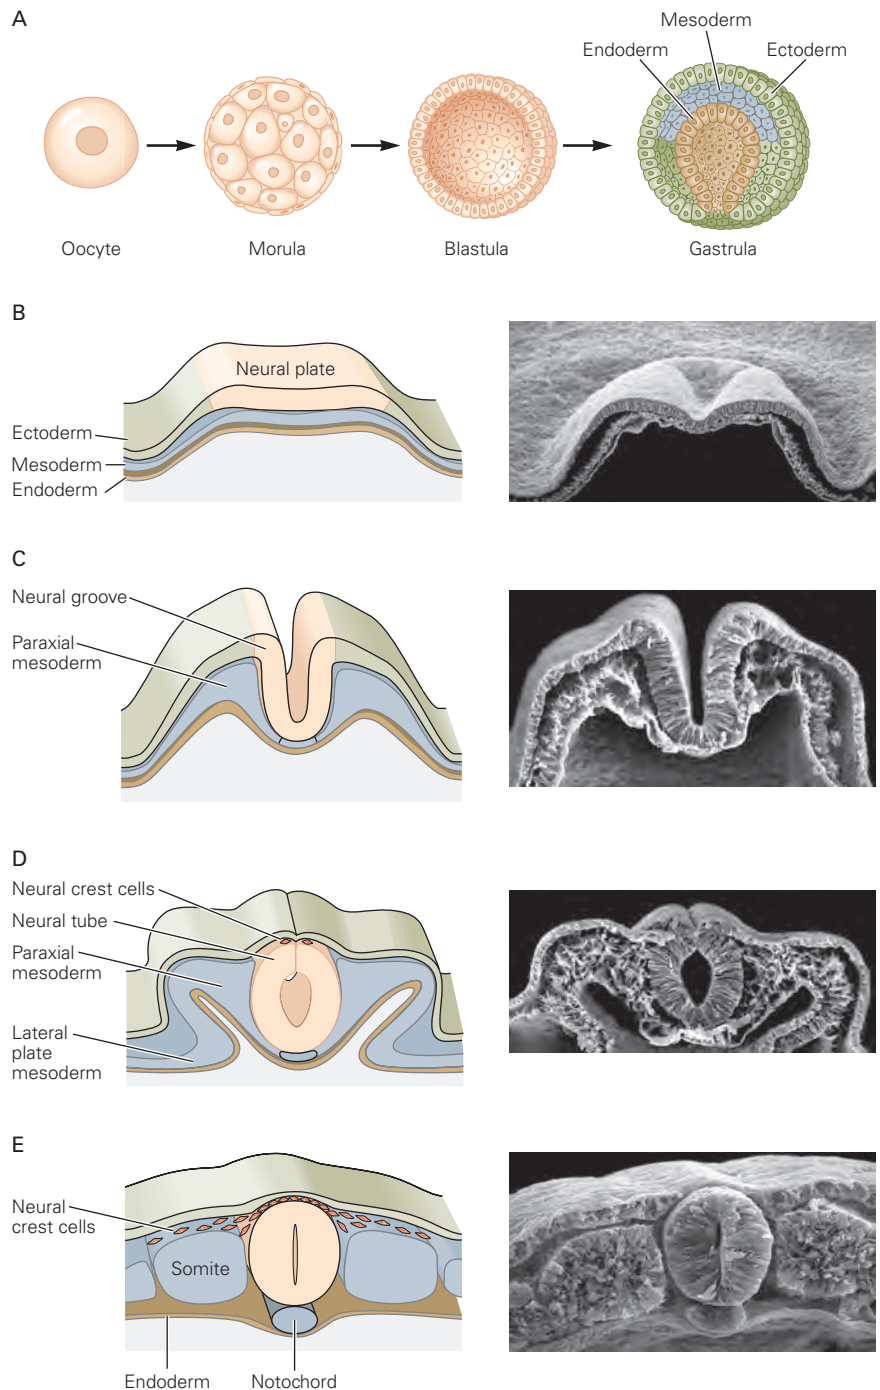 A
Mesoderm
Endoderm
Ectoderm
Oocyte
Morula
Blastula
Gastrula
B
Neural plate
Ectoderm
Mesoderm
Endoderm
C
Neural groove
Paraxial
mesoderm
D
Neural crest cells
Neural tube
Paraxial
mesoderm
Lateral
plate
mesoderm
E
Neural
crest cells
Somite
Endoderm
Notochord